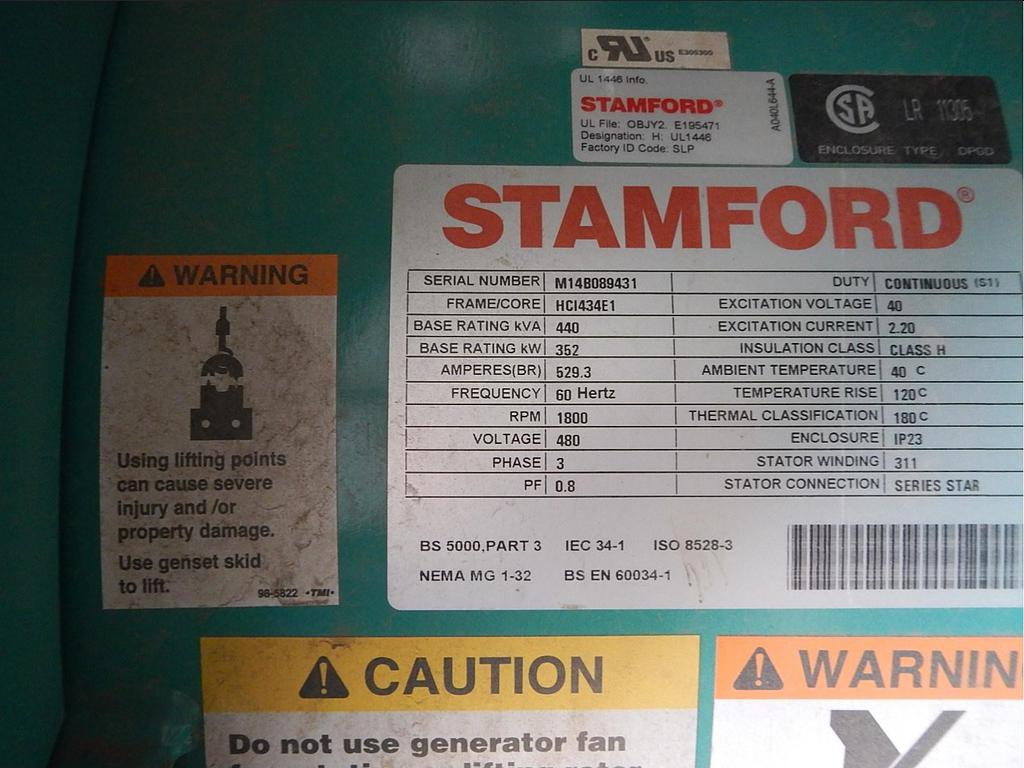 c RU US E305300
UL 1446 Info.
STAMFORD®
UL File: OBJY2. E195471
Designation: H: UL1446
Factory ID Code: SLP
A040L644-A
SA LR 11305
ENCLOSURE TYPE DPGD
STAMFORD®
SERIAL NUMBER M14B089431 DUTY CONTINUOUS (S1)
FRAME/CORE HCI434E1 EXCITATION VOLTAGE 40
BASE RATING kVA 440 EXCITATION CURRENT 2.20
BASE RATING kW 352 INSULATION CLASS CLASS H
AMPERES(BR) 529.3 AMBIENT TEMPERATURE 40 C
FREQUENCY 60 Hertz TEMPERATURE RISE 120 C
RPM 1800 THERMAL CLASSIFICATION 180 C
VOLTAGE 480 ENCLOSURE IP23
PHASE 3 STATOR WINDING 311
PF 0.8 STATOR CONNECTION SERIES STAR
BS 5000,PART 3 IEC 34-1 ISO 8528-3
NEMA MG 1-32 BS EN 60034-1
WARNING
Using lifting points
can cause severe
injury and /or
property damage.
Use genset skid
to lift.
98-5822 •TMI•
CAUTION
Do not use generator fan
WARNIN